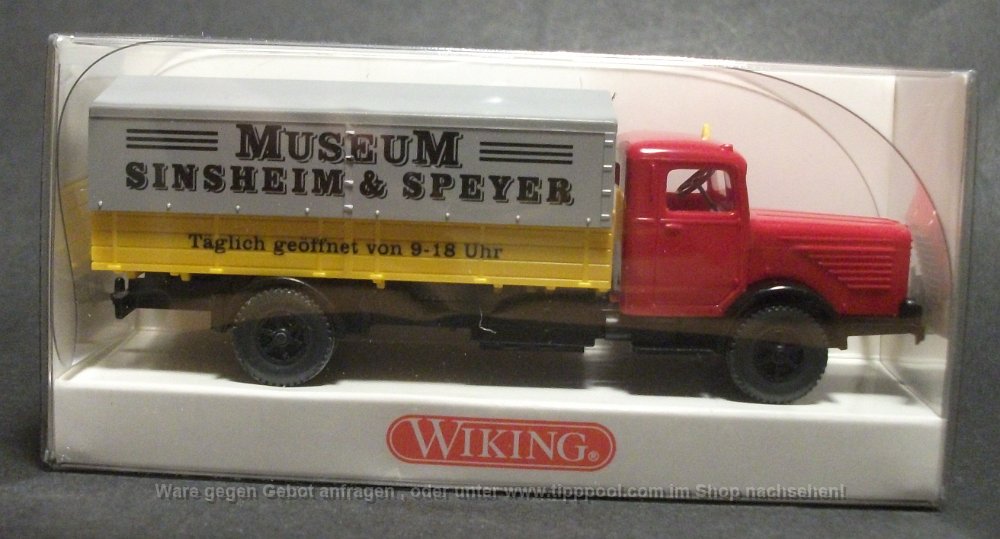 MUSEUM
SINSHEIM & SPEYER
Täglich geöffnet von 9-18 Uhr
WIKING®
Ware gegen Gebot anfragen , oder unter www.tipppool.com im Shop nachsehen!